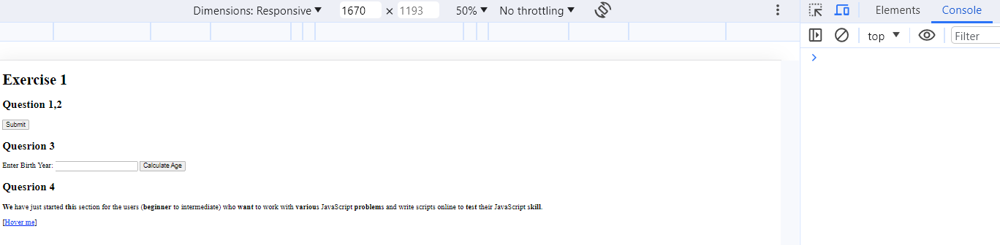 Dimensions: Responsive ▼ 1670 × 1193 50% ▼ No throttling ▼
Elements Console
top ▼ Filter
Exercise 1
Question 1,2
Submit
Quesrion 3
Enter Birth Year: Calculate Age
Quesrion 4
We have just started this section for the users (beginner to intermediate) who want to work with various JavaScript problems and write scripts online to test their JavaScript skill.
[Hover me]